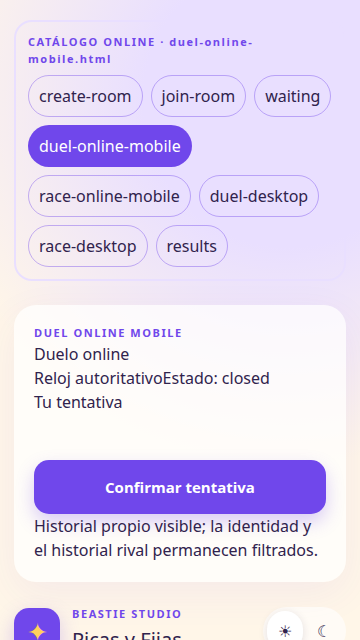 CATÁLOGO ONLINE · duel-online-
mobile.html
create-room join-room waiting
duel-online-mobile
race-online-mobile duel-desktop
race-desktop results
DUEL ONLINE MOBILE
Duelo online
Reloj autoritativoEstado: closed
Tu tentativa
Confirmar tentativa
Historial propio visible; la identidad y
el historial rival permanecen filtrados.
BEASTIE STUDIO
Picas y Fijas